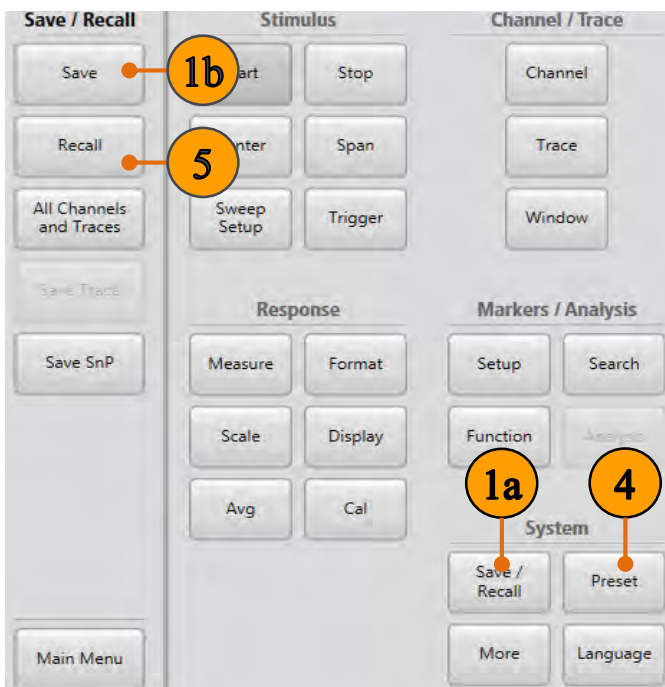 Save / Recall
Save
1b
Recall
5
All Channels
and Traces
Save Trace
Save SnP
Main Menu
Stimulus
art
Stop
nter
Span
Sweep
Setup
Trigger
Response
Measure
Format
Scale
Display
Avg
Cal
Channel / Trace
Channel
Trace
Window
Markers / Analysis
Setup
Search
Function
Analysis
1a
4
System
Save /
Recall
Preset
More
Language